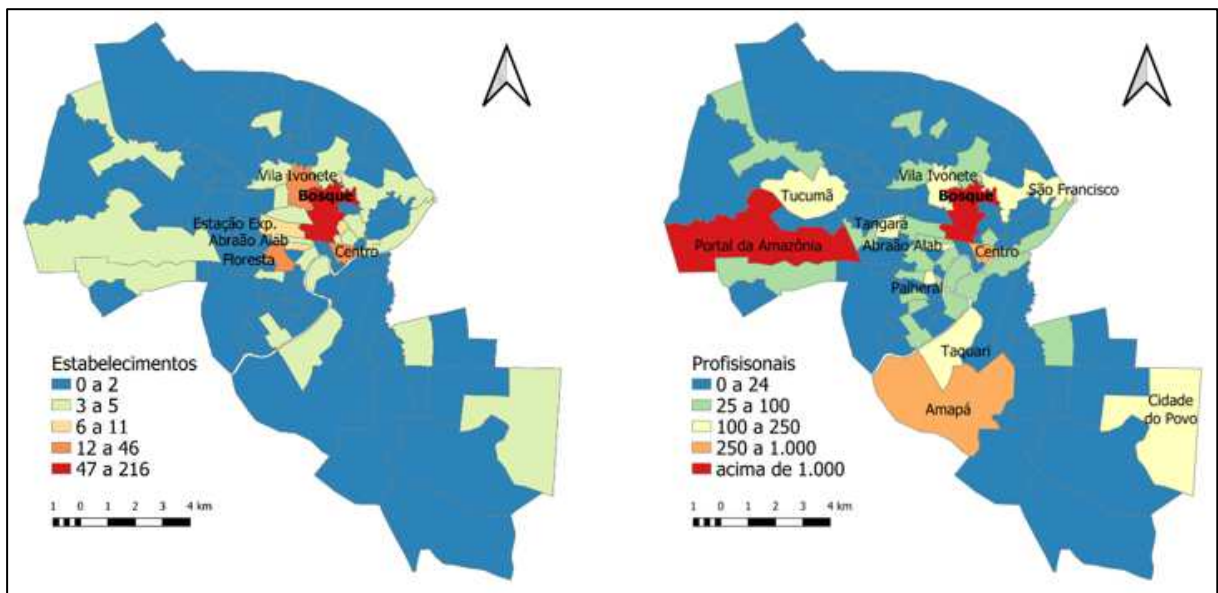 Vila Ivonete
Bosque
Estação Exp.
Abraão Alab
Floresta
Centro
Estabelecimentos
0 a 2
3 a 5
6 a 11
12 a 46
47 a 216
1 0 1 2 3 4 km
Vila Ivonete
Bosque
São Francisco
Tucumã
Tangará
Portal da Amazônia
Abraão Alab
Centro
Palheral
Taquari
Amapá
Cidade
do Povo
Profisisonais
0 a 24
25 a 100
100 a 250
250 a 1.000
acima de 1.000
1 0 1 2 3 4 km